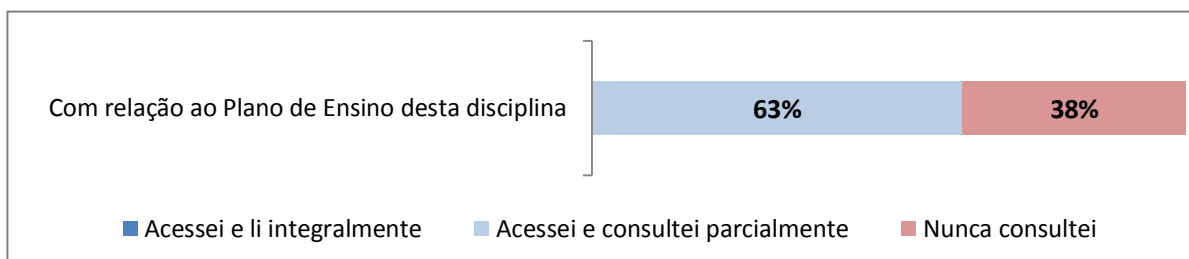 Com relação ao Plano de Ensino desta disciplina
63%
38%
Acessei e li integralmente
Acessei e consultei parcialmente
Nunca consultei